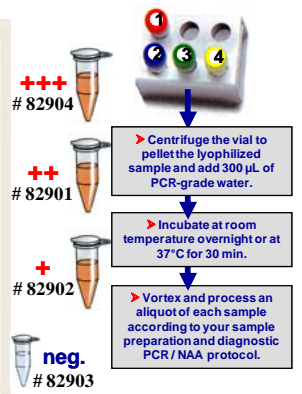 +++
# 82904
++
# 82901
+
# 82902
neg.
# 82903
1
2
3
4
➤ Centrifuge the vial to
pellet the lyophilized
sample and add 300 µL of
PCR-grade water.
➤ Incubate at room
temperature overnight or at
37°C for 30 min.
➤ Vortex and process an
aliquot of each sample
according to your sample
preparation and diagnostic
PCR / NAA protocol.